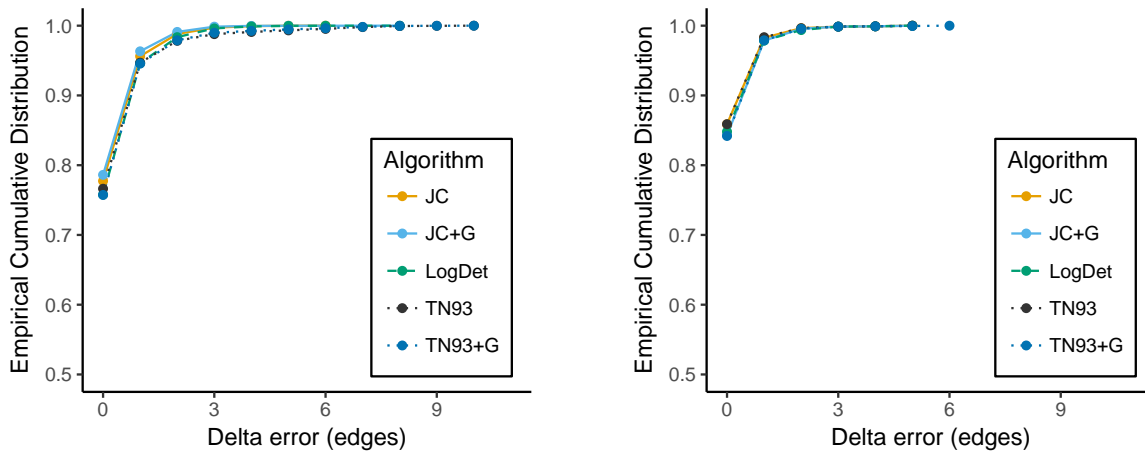 Empirical Cumulative Distribution
1.0
0.9
0.8
0.7
0.6
0.5
0
3
6
9
Delta error (edges)
Algorithm
JC
JC+G
LogDet
TN93
TN93+G
Empirical Cumulative Distribution
1.0
0.9
0.8
0.7
0.6
0.5
0
3
6
9
Delta error (edges)
Algorithm
JC
JC+G
LogDet
TN93
TN93+G